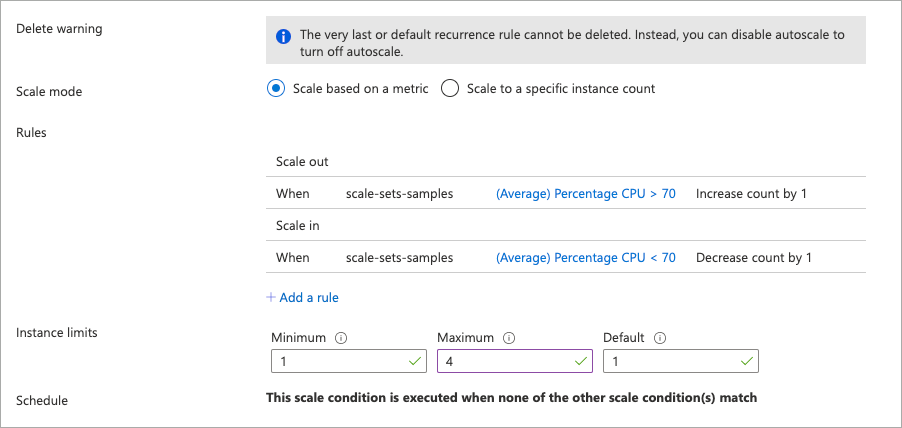 Delete warning
The very last or default recurrence rule cannot be deleted. Instead, you can disable autoscale to
turn off autoscale.
Scale mode
Scale based on a metric
Scale to a specific instance count
Rules
Scale out
When scale-sets-samples (Average) Percentage CPU > 70 Increase count by 1
Scale in
When scale-sets-samples (Average) Percentage CPU < 70 Decrease count by 1
+ Add a rule
Instance limits
Minimum Maximum Default
1 4 1
Schedule
This scale condition is executed when none of the other scale condition(s) match